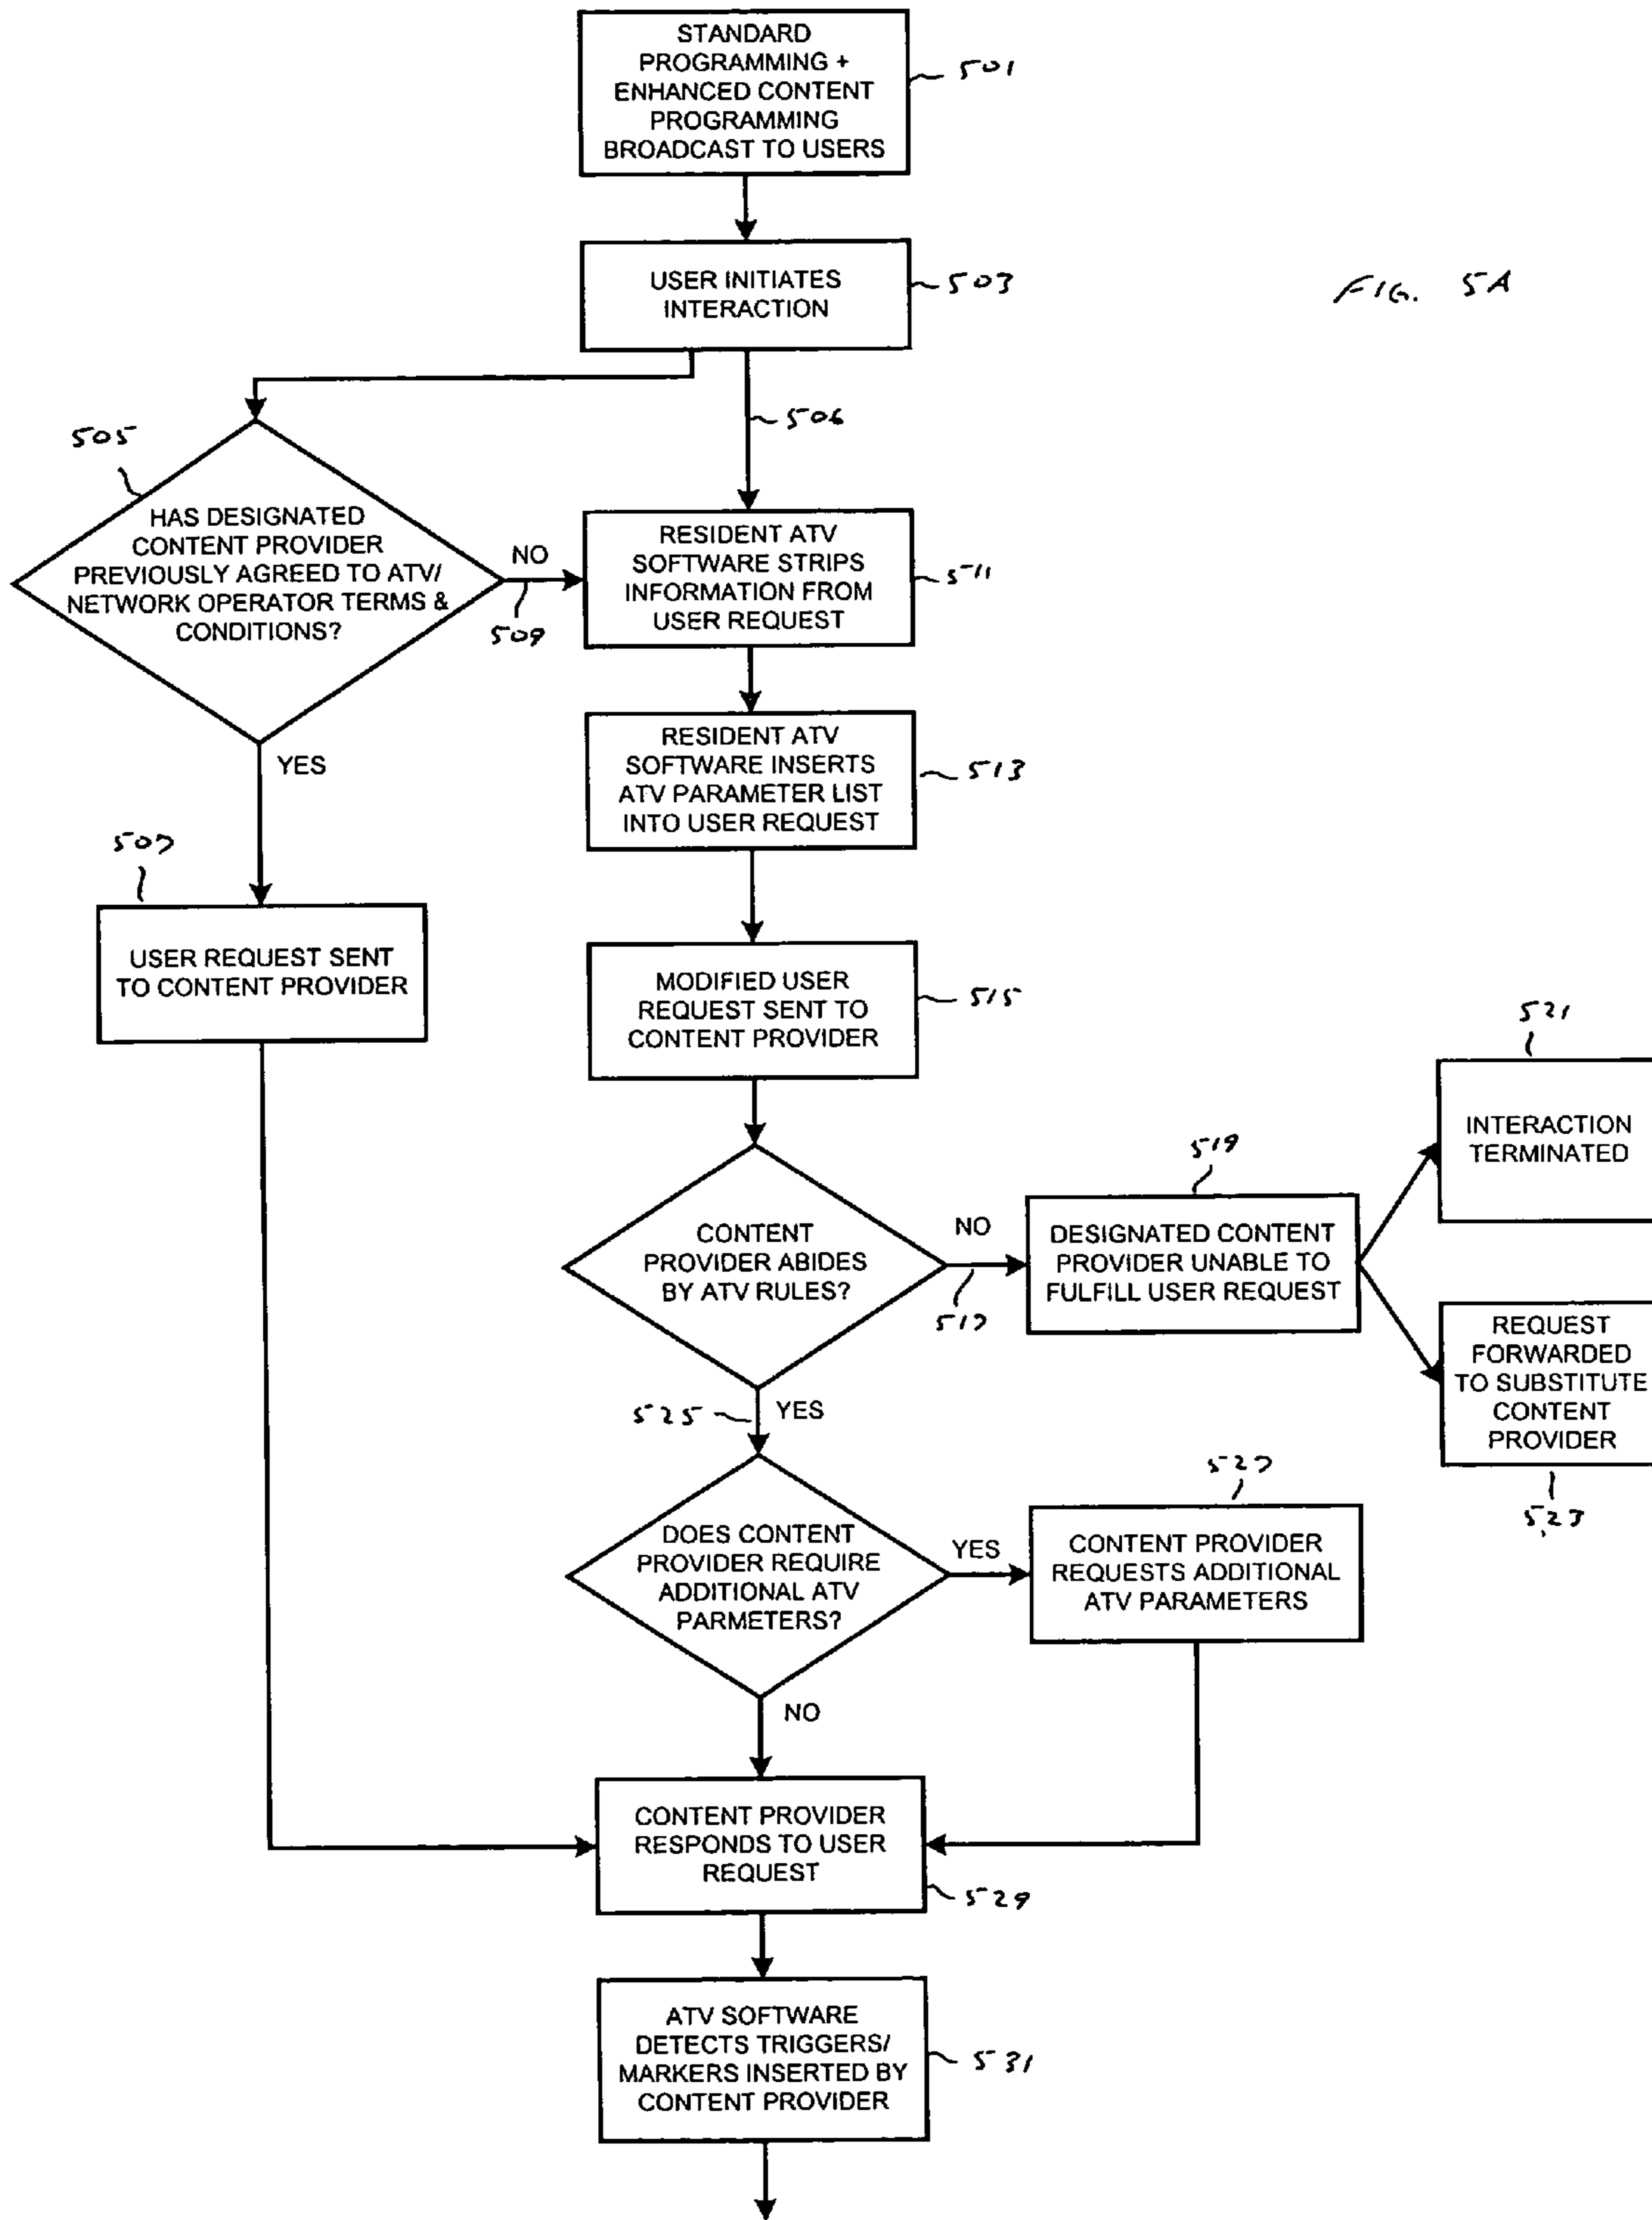 STANDARD
PROGRAMMING +
ENHANCED CONTENT
PROGRAMMING
BROADCAST TO USERS
501
USER INITIATES
INTERACTION
503
FIG. 5A
506
505
HAS DESIGNATED
CONTENT PROVIDER
PREVIOUSLY AGREED TO ATV/
NETWORK OPERATOR TERMS &
CONDITIONS?
NO
509
RESIDENT ATV
SOFTWARE STRIPS
INFORMATION FROM
USER REQUEST
511
YES
RESIDENT ATV
SOFTWARE INSERTS
ATV PARAMETER LIST
INTO USER REQUEST
513
507
USER REQUEST SENT
TO CONTENT PROVIDER
MODIFIED USER
REQUEST SENT TO
CONTENT PROVIDER
515
521
INTERACTION
TERMINATED
CONTENT
PROVIDER ABIDES
BY ATV RULES?
NO
517
519
DESIGNATED CONTENT
PROVIDER UNABLE TO
FULFILL USER REQUEST
REQUEST
FORWARDED
TO SUBSTITUTE
CONTENT
PROVIDER
523
525
YES
DOES CONTENT
PROVIDER REQUIRE
ADDITIONAL ATV
PARMETERS?
YES
527
CONTENT PROVIDER
REQUESTS ADDITIONAL
ATV PARAMETERS
NO
CONTENT PROVIDER
RESPONDS TO USER
REQUEST
529
ATV SOFTWARE
DETECTS TRIGGERS/
MARKERS INSERTED BY
CONTENT PROVIDER
531